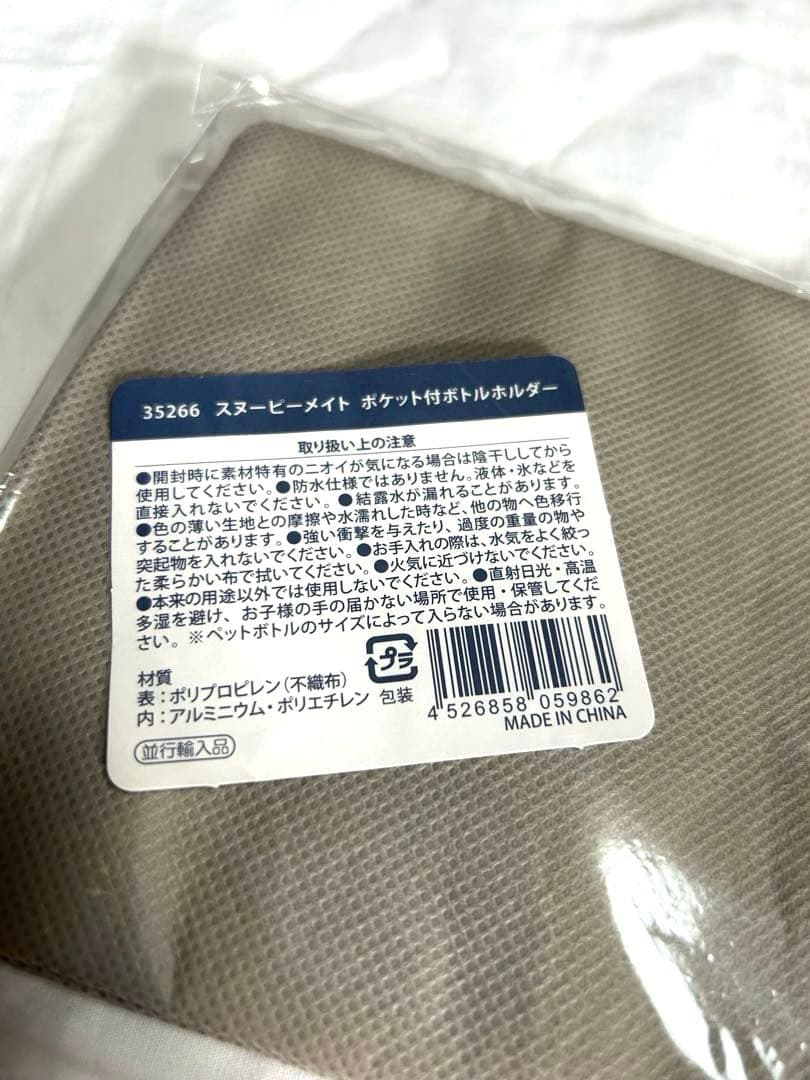 35266 スヌーピーメイト ポケット付ボトルホルダー
取り扱い上の注意
●開封時に素材特有のニオイが気になる場合は陰干ししてから
使用してください。●防水仕様ではありません。液体・氷などを
直接入れないでください。●結露水が漏れることがあります。
●色の薄い生地との摩擦や水濡れした時など、他の物へ色移行
することがあります。●強い衝撃を与えたり、過度の重量の物や
突起物を入れないでください。●お手入れの際は、水気をよく絞っ
た柔らかい布で拭いてください。●火気に近づけないでください。
●本来の用途以外では使用しないでください。●直射日光・高温
多湿を避け、お子様の手の届かない場所で使用・保管してくだ
さい。※ペットボトルのサイズによって入らない場合があります。
材質
表：ポリプロピレン(不織布)
内：アルミニウム・ポリエチレン
プラ
包装
4 526858 059862
MADE IN CHINA
並行輸入品